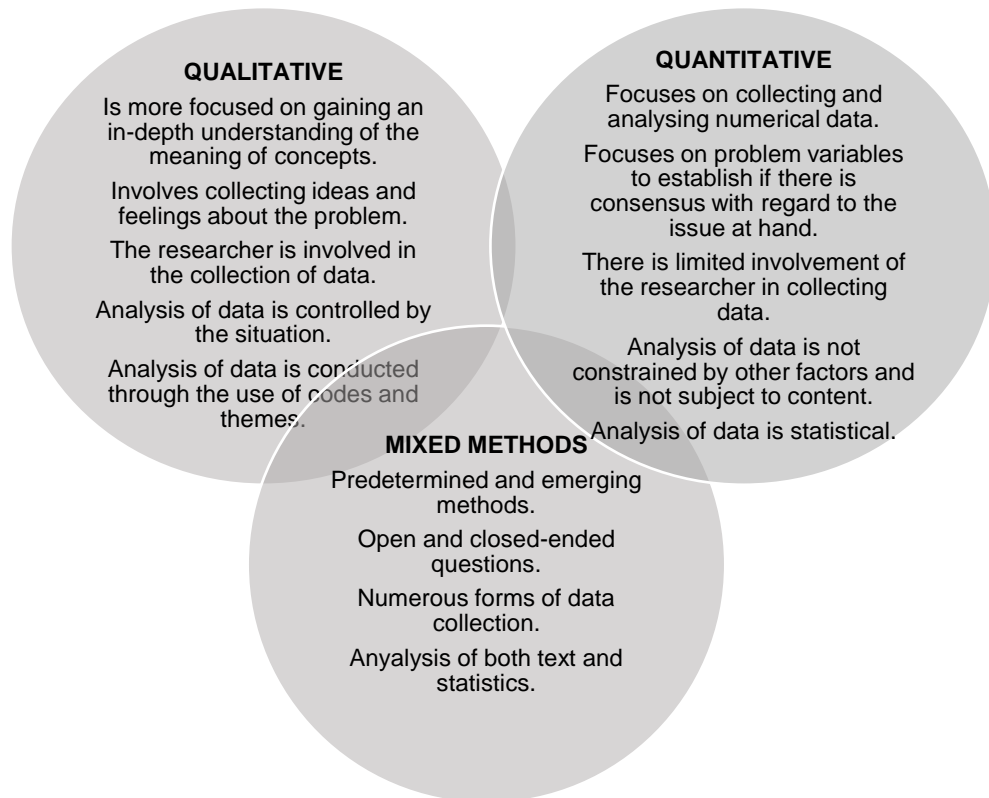 QUALITATIVE
Is more focused on gaining an
in-depth understanding of the
meaning of concepts.
Involves collecting ideas and
feelings about the problem.
The researcher is involved in
the collection of data.
Analysis of data is controlled by
the situation.
Analysis of data is conducted
through the use of codes and
themes.
QUANTITATIVE
Focuses on collecting and
analysing numerical data.
Focuses on problem variables
to establish if there is
consensus with regard to the
issue at hand.
There is limited involvement of
the researcher in collecting
data.
Analysis of data is not
constrained by other factors and
is not subject to content.
Analysis of data is statistical.
MIXED METHODS
Predetermined and emerging
methods.
Open and closed-ended
questions.
Numerous forms of data
collection.
Anyalysis of both text and
statistics.